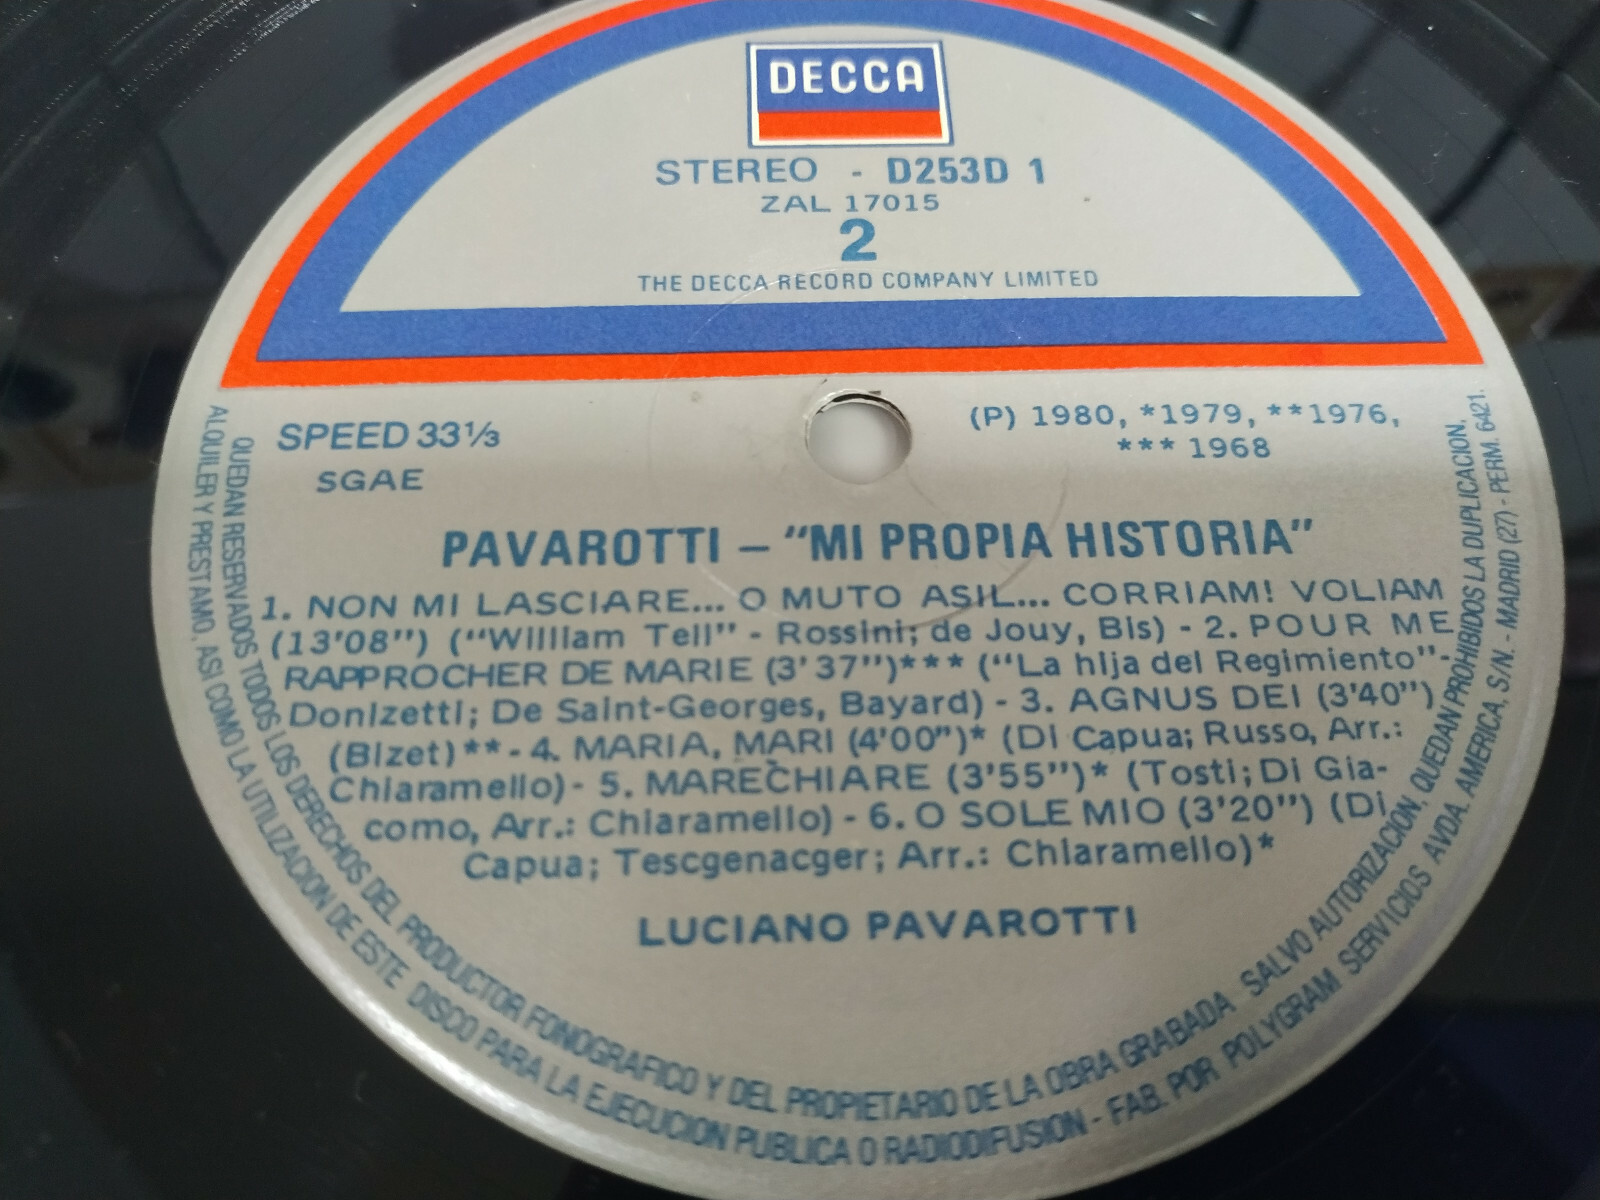 DECCA
STEREO - D253D 1
ZAL 17015
2
THE DECCA RECORD COMPANY LIMITED
SPEED 33⅓
SGAE
(P) 1980, *1979, **1976,
*** 1968
PAVAROTTI – "MI PROPIA HISTORIA"
1. NON MI LASCIARE... O MUTO ASIL... CORRIAM! VOLIAM
(13'08") ("William Tell" - Rossini; de Jouy, Bis) - 2. POUR ME
RAPPROCHER DE MARIE (3'37")*** ("La hija del Regimiento"-
Donizetti; De Saint-Georges, Bayard) - 3. AGNUS DEI (3'40")
(Bizet)** - 4. MARIA, MARI (4'00")* (Di Capua; Russo, Arr.:
Chiaramello) - 5. MARECHIARE (3'55")* (Tosti; Di Gia-
como, Arr.: Chiaramello) - 6. O SOLE MIO (3'20") (Di
Capua; Tescgenacger; Arr.: Chiaramello)*
LUCIANO PAVAROTTI
QUEDAN RESERVADOS TODOS LOS DERECHOS DEL PRODUCTOR FONOGRAFICO Y DEL PROPIETARIO DE LA OBRA GRABADA SALVO AUTORIZACION, QUEDAN PROHIBIDOS LA DUPLICACION,
ALQUILER Y PRESTAMO, ASI COMO LA UTILIZACION DE ESTE DISCO PARA LA EJECUCION PUBLICA O RADIODIFUSION - FAB. POR POLYGRAM SERVICIOS AVDA. AMERICA, S/N. - MADRID (27) - PERM. 6421.